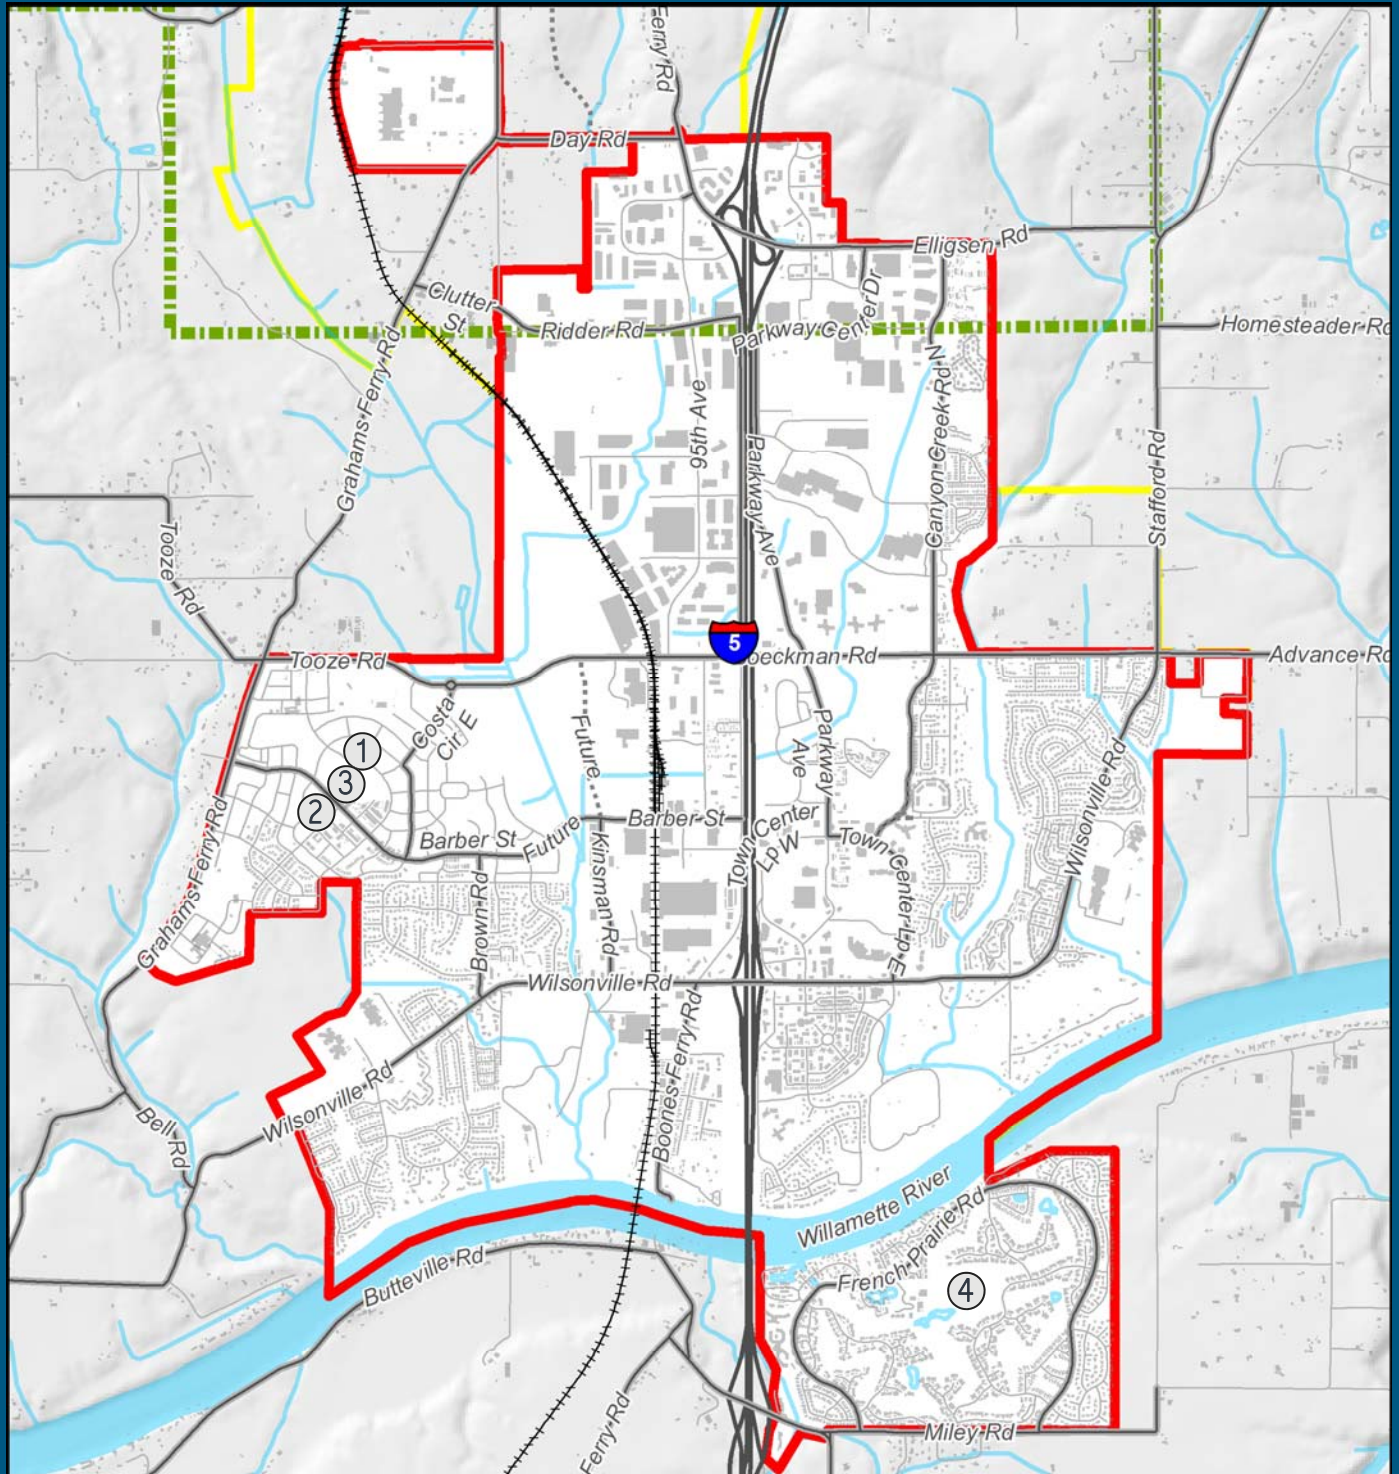 Ferry Rd
Day Rd
Elligsen Rd
Clutter
St
Ridder Rd
Parkway Center Dr
Homesteader Rd
Grahams Ferry Rd
95th Ave
Parkway Ave
Canyon Creek Rd N
Stafford Rd
Tooze Rd
5
Tooze Rd
oeckman Rd
Advance Rd
Costa
Cir E
1
3
2
Future
Parkway
Ave
Wilsonville Rd
Grahams Ferry Rd
Barber St
Future
Barber St
Town Center
Lp W
Town Center Lp E
Kinsman Rd
Brown Rd
Wilsonville Rd
Boones Ferry Rd
Wilsonville Rd
Bell Rd
Willamette River
French Prairie Rd
Butteville Rd
4
Ferry Rd
Miley Rd